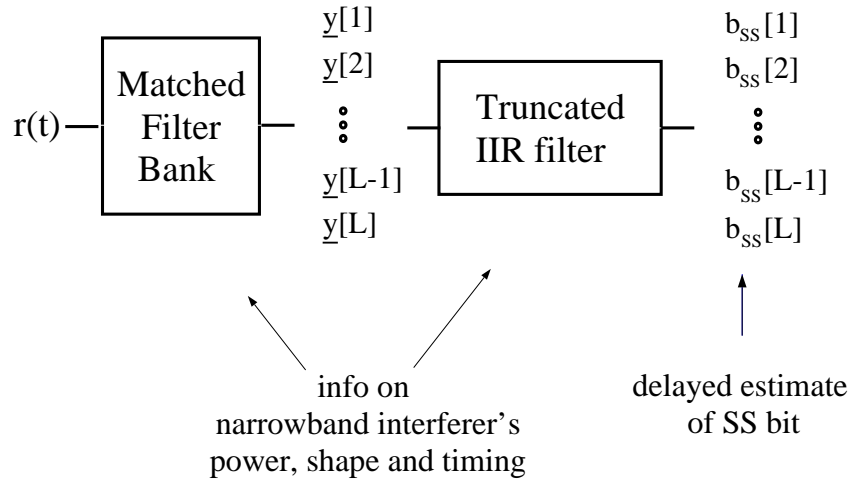 r(t)
Matched
Filter
Bank
y[1]
y[2]
y[L-1]
y[L]
Truncated
IIR filter
b_SS[1]
b_SS[2]
b_SS[L-1]
b_SS[L]
info on
narrowband interferer's
power, shape and timing
delayed estimate
of SS bit